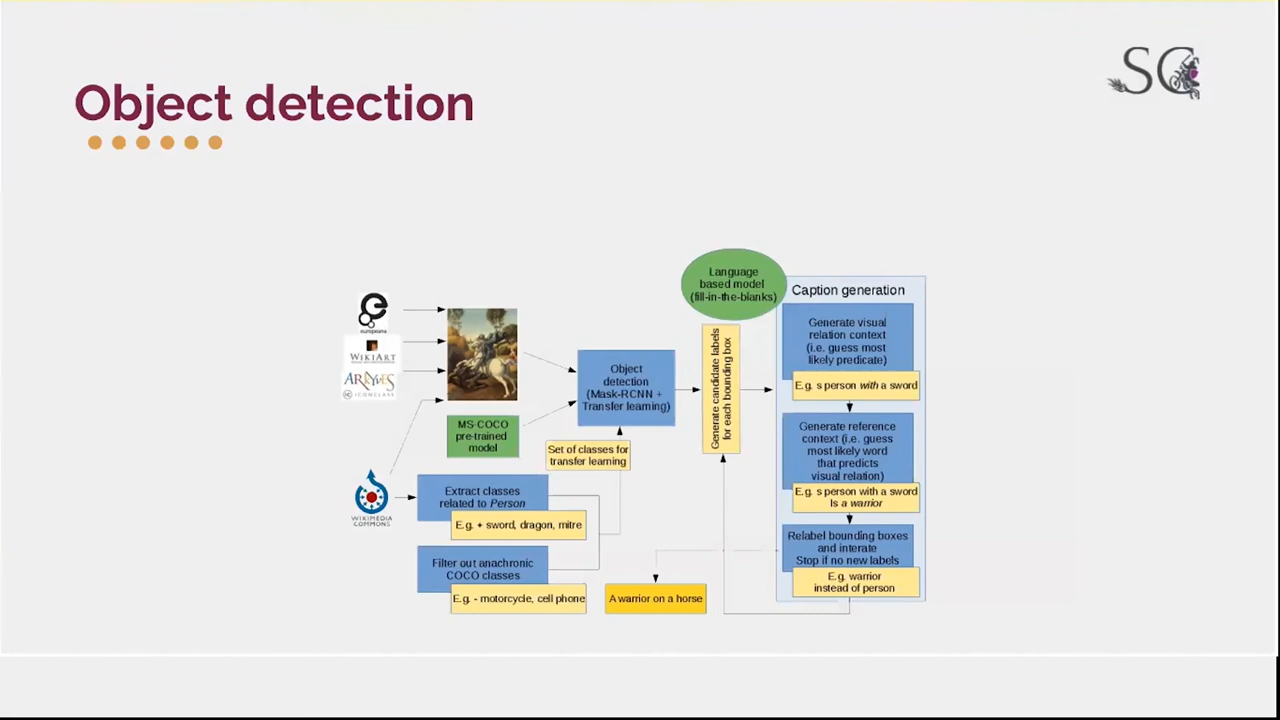 Object detection
SC
europeana
WIKIART
ARKYVES
ICONCLASS
WIKIMEDIA
COMMONS
MS-COCO
pre-trained
model
Extract classes
related to Person
E.g. + sword, dragon, mitre
Filter out anachronic
COCO classes
E.g. - motorcycle, cell phone
Object
detection
(Mask-RCNN +
Transfer learning)
Set of classes for
transfer learning
Language
based model
(fill-in-the-blanks)
Generate candidate labels
for each bounding box
Caption generation
Generate visual
relation context
(i.e. guess most
likely predicate)
E.g. s person with a sword
Generate reference
context (i.e. guess
most likely word
that predicts
visual relation)
E.g. s person with a sword
Is a warrior
Relabel bounding boxes
and interate
Stop if no new labels
E.g. warrior
instead of person
A warrior on a horse